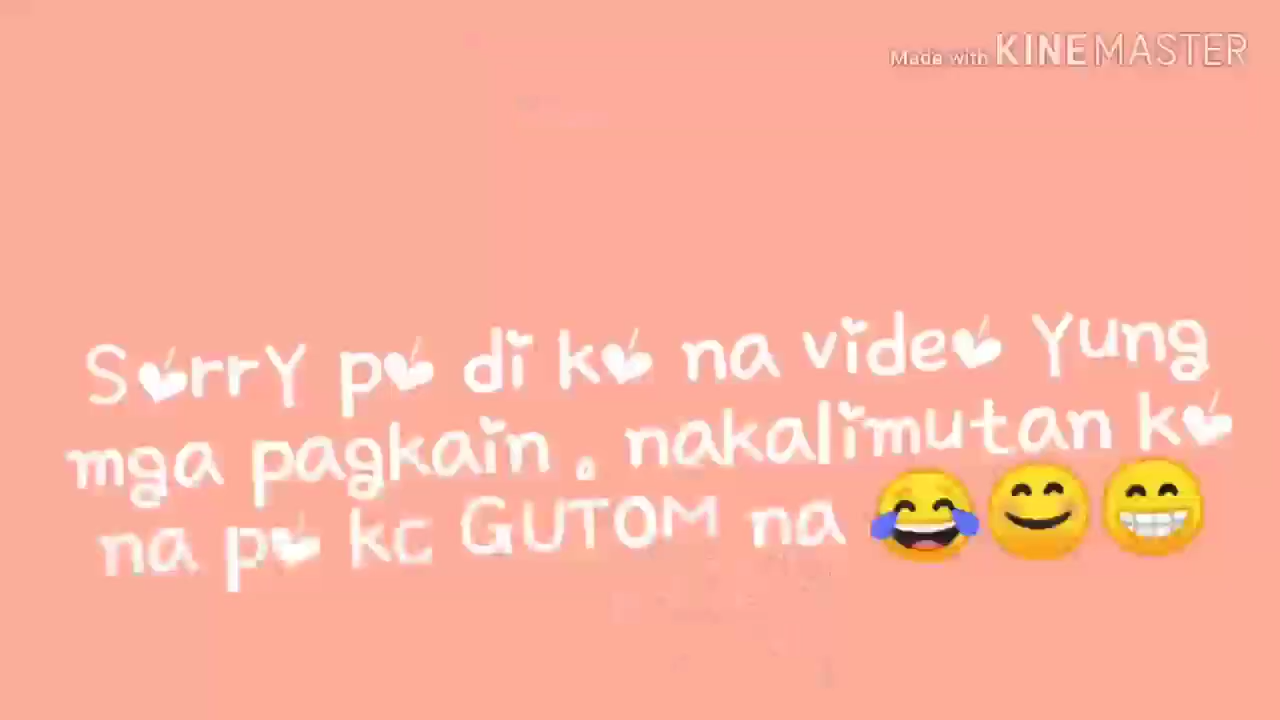 Made with KINEMASTER
SorrY po di ko na video Yung
mga pagkain. nakalimutan ko
na po kc GUTOM na 😂😊😁